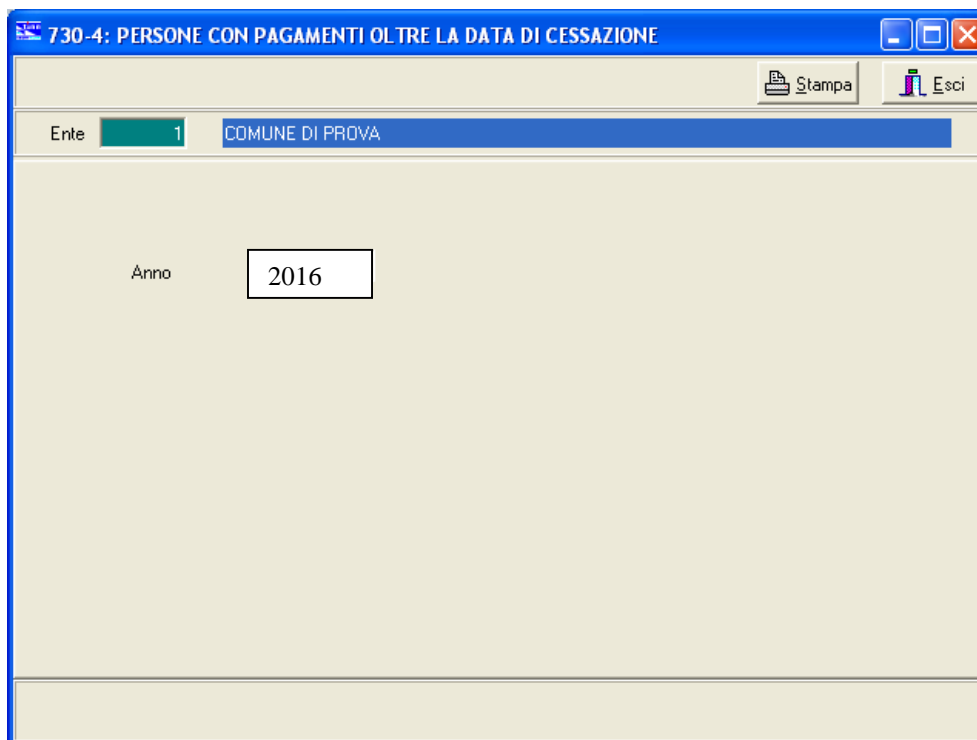 730-4: PERSONE CON PAGAMENTI OLTRE LA DATA DI CESSAZIONE
Stampa Esci
Ente 1 COMUNE DI PROVA
Anno 2016